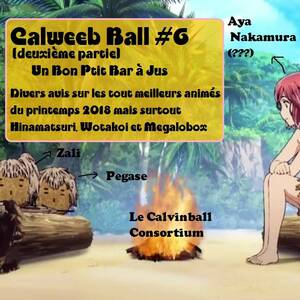 Calweeb Ball #6
(deuxième partie)
Un Bon Ptit Bar à Jus
Divers avis sur les tout meilleurs animés
du printemps 2018 mais surtout
Hinamatsuri, Wotakoi et Megalobox
Aya
Nakamura
(???)
Zali
Pegase
Le Calvinball
Consortium